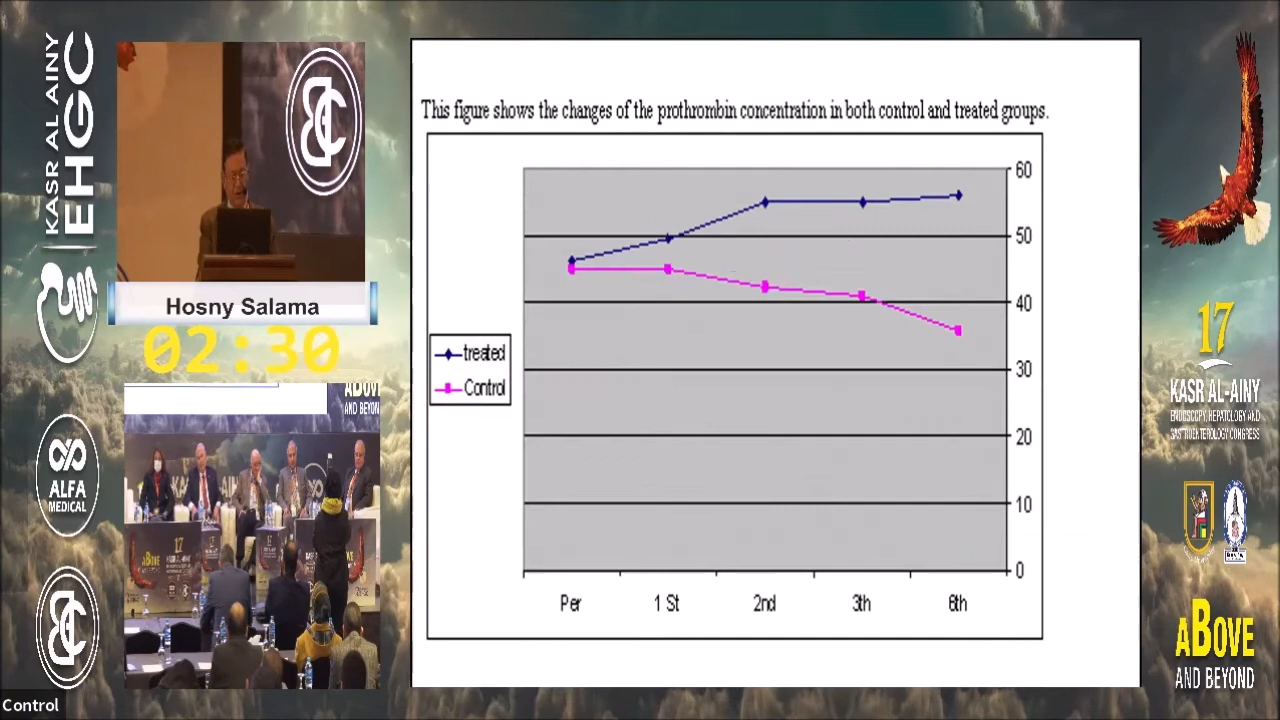 KASR AL AINY
EHGC
ALFA
MEDICAL
Hosny Salama
02:30
ABOVE
AND BEYON
This figure shows the changes of the prothrombin concentration in both control and treated groups.
60
50
40
30
20
10
0
treated
Control
Per
1 St
2nd
3th
6th
17
KASR AL-AINY
ENDOSCOPY, HEPATOLOGY AND
GASTROENTEROLOGY CONGRESS
ABOVE
AND BEYOND
Control